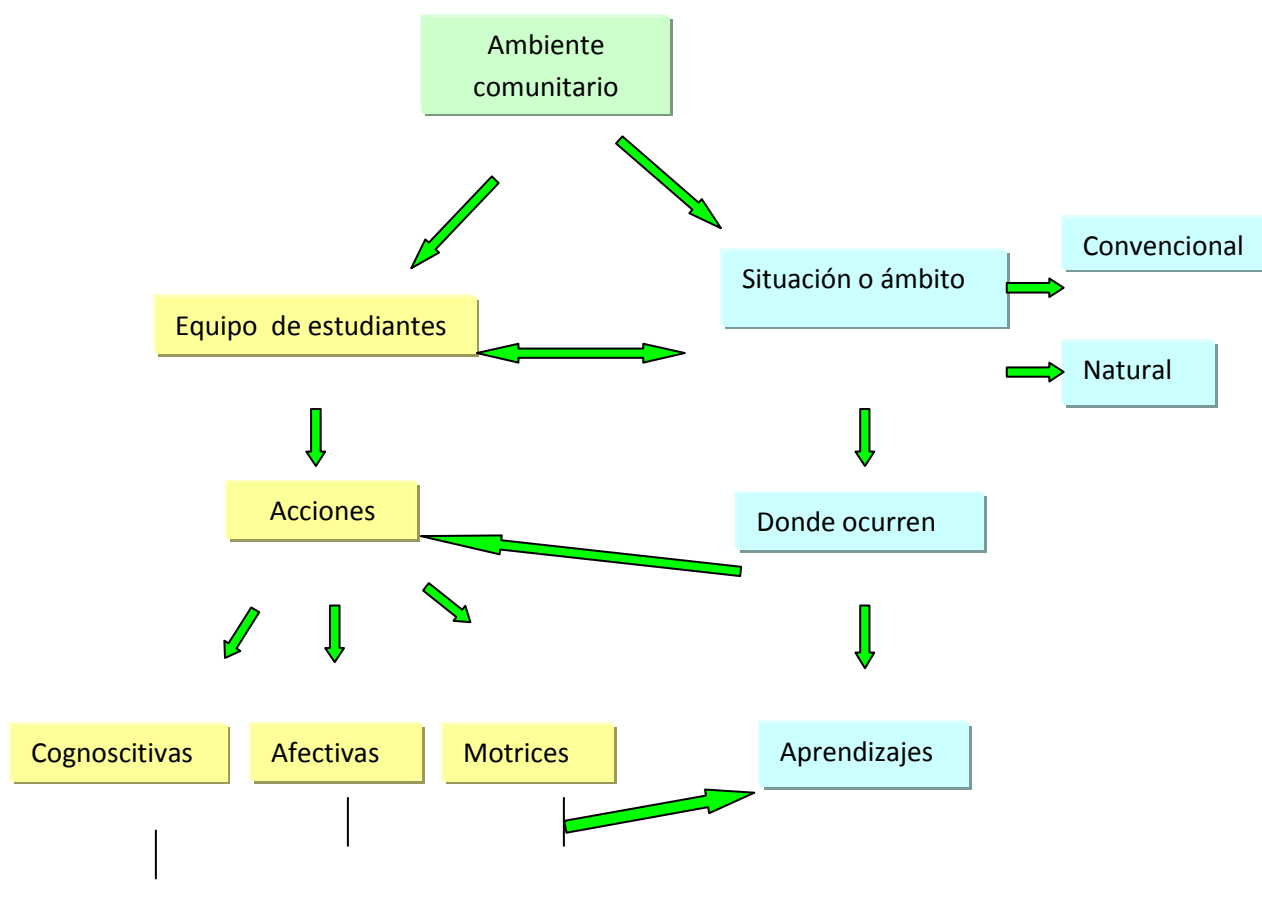 Ambiente
comunitario
Convencional
Situación o ámbito
Equipo de estudiantes
Natural
Acciones
Donde ocurren
Cognoscitivas
Afectivas
Motrices
Aprendizajes